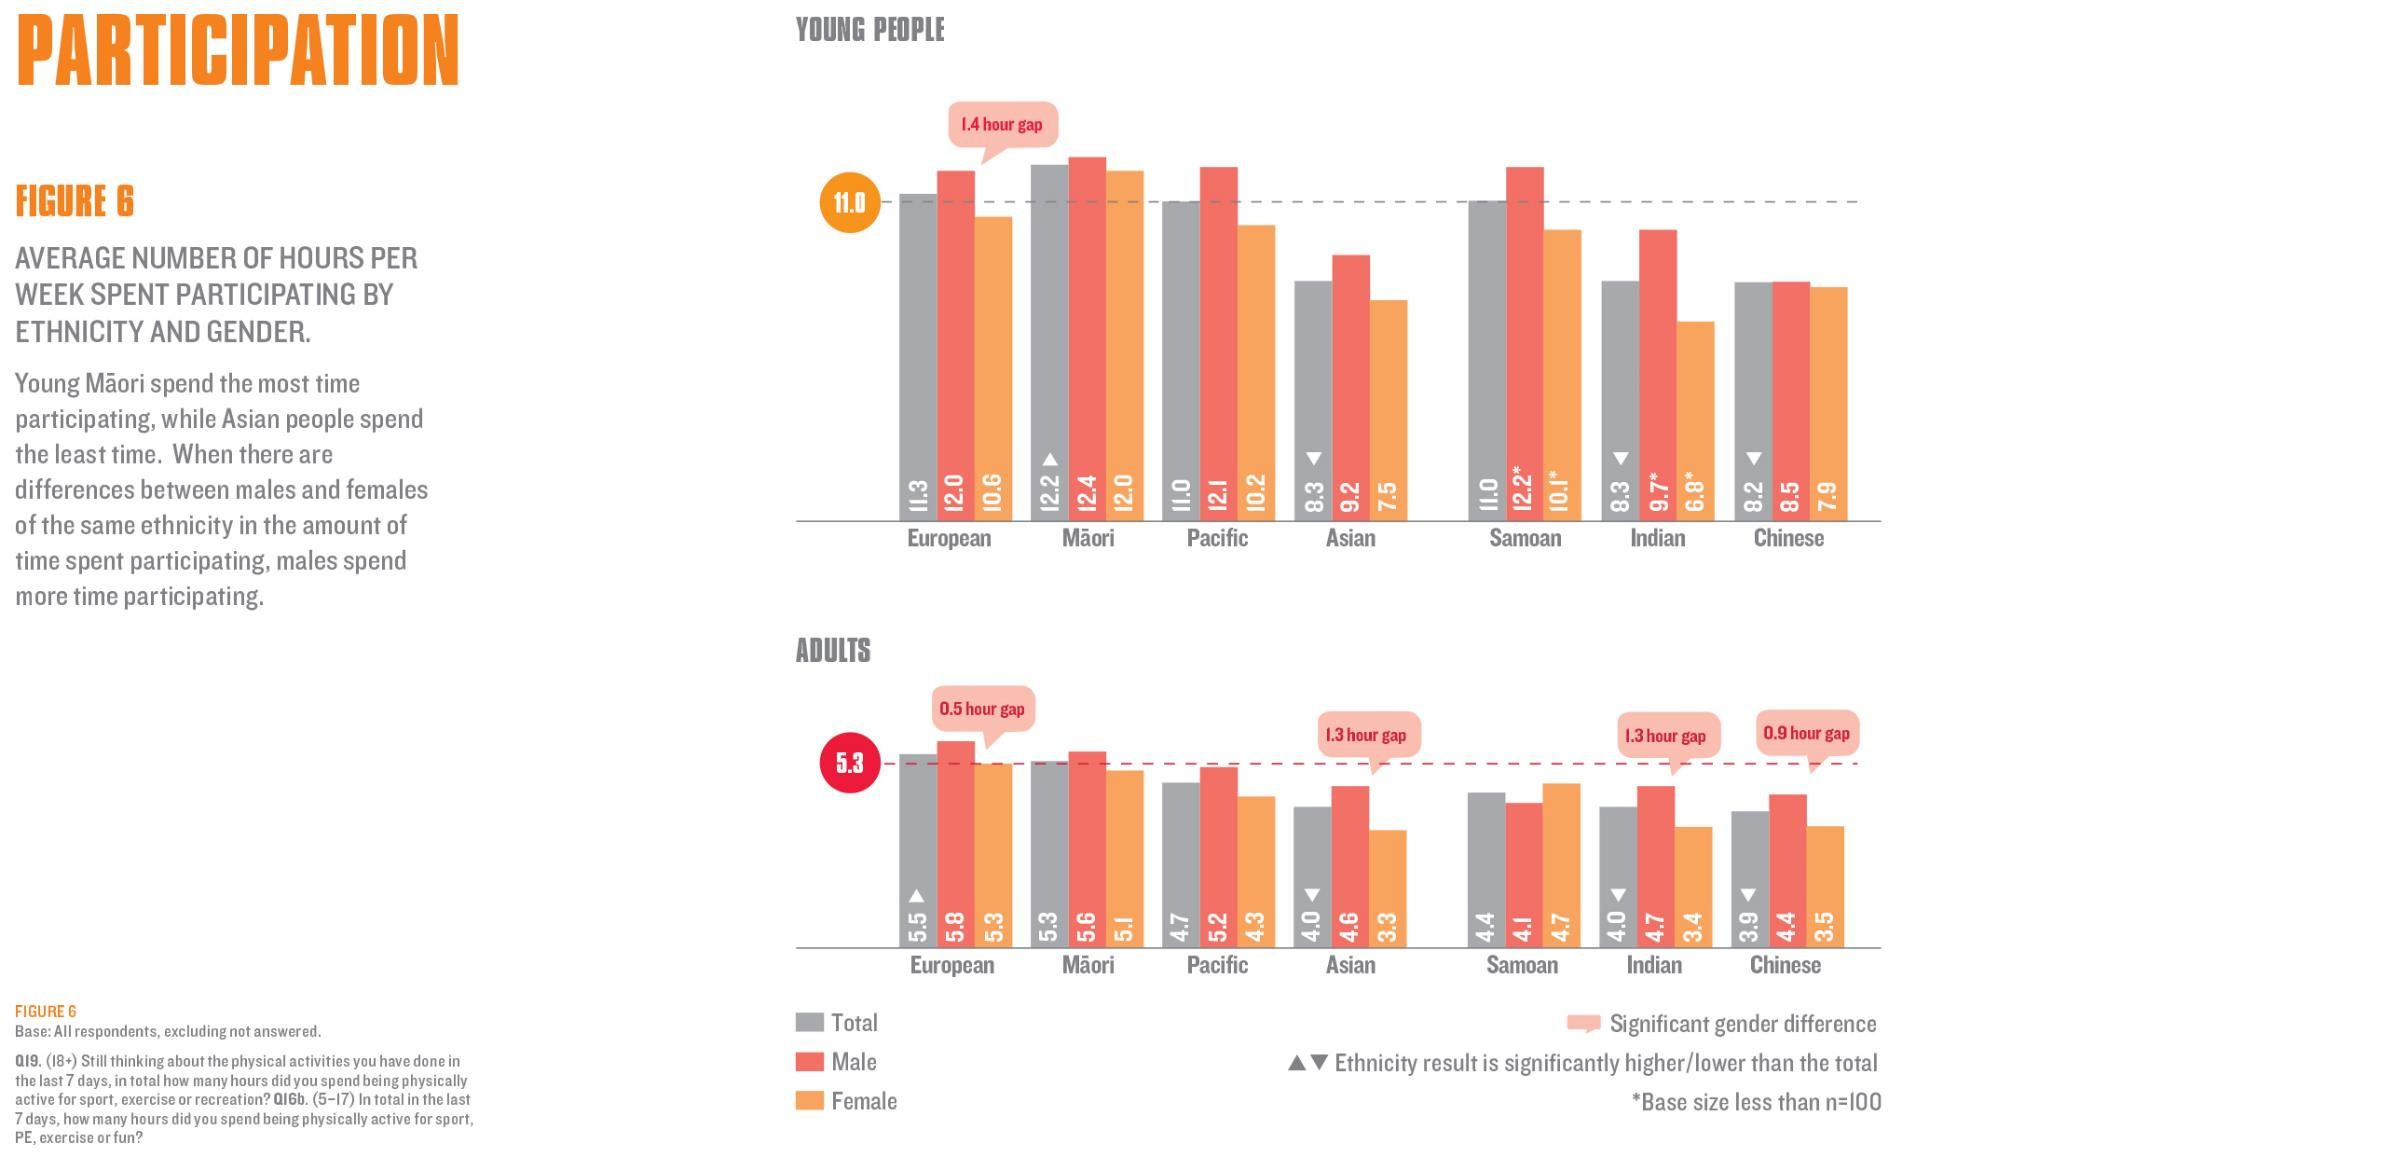 PARTICIPATION
FIGURE 6
AVERAGE NUMBER OF HOURS PER
WEEK SPENT PARTICIPATING BY
ETHNICITY AND GENDER.
Young Māori spend the most time
participating, while Asian people spend
the least time. When there are
differences between males and females
of the same ethnicity in the amount of
time spent participating, males spend
more time participating.
FIGURE 6
Base: All respondents, excluding not answered.
Q19. (18+) Still thinking about the physical activities you have done in
the last 7 days, in total how many hours did you spend being physically
active for sport, exercise or recreation? Q16b. (5–17) In total in the last
7 days, how many hours did you spend being physically active for sport,
PE, exercise or fun?
YOUNG PEOPLE
1.4 hour gap
11.0
11.3 12.0 10.6 12.2 ▲ 12.4 12.0 11.0 12.1 10.2 8.3 ▼ 9.2 7.5 11.0 12.2* 10.1* 8.3 ▼ 9.7* 6.8* 8.2 ▼ 8.5 7.9
European Māori Pacific Asian Samoan Indian Chinese
ADULTS
0.5 hour gap 1.3 hour gap 1.3 hour gap 0.9 hour gap
5.3
5.5 ▲ 5.8 5.3 5.3 5.6 5.1 4.7 5.2 4.3 4.0 ▼ 4.6 3.3 4.4 4.1 4.7 4.0 ▼ 4.7 3.4 3.9 ▼ 4.4 3.5
European Māori Pacific Asian Samoan Indian Chinese
Total
Male
Female
Significant gender difference
▲▼ Ethnicity result is significantly higher/lower than the total
*Base size less than n=100